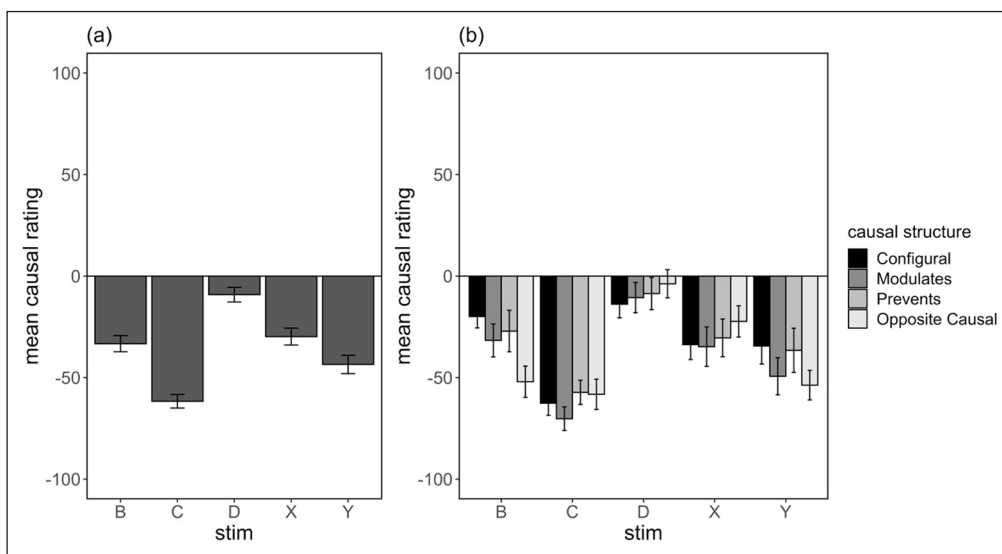 (a)
mean causal rating
100
50
0
-50
-100
B C D X Y
stim
(b)
mean causal rating
100
50
0
-50
-100
B C D X Y
stim
causal structure
Configural
Modulates
Prevents
Opposite Causal